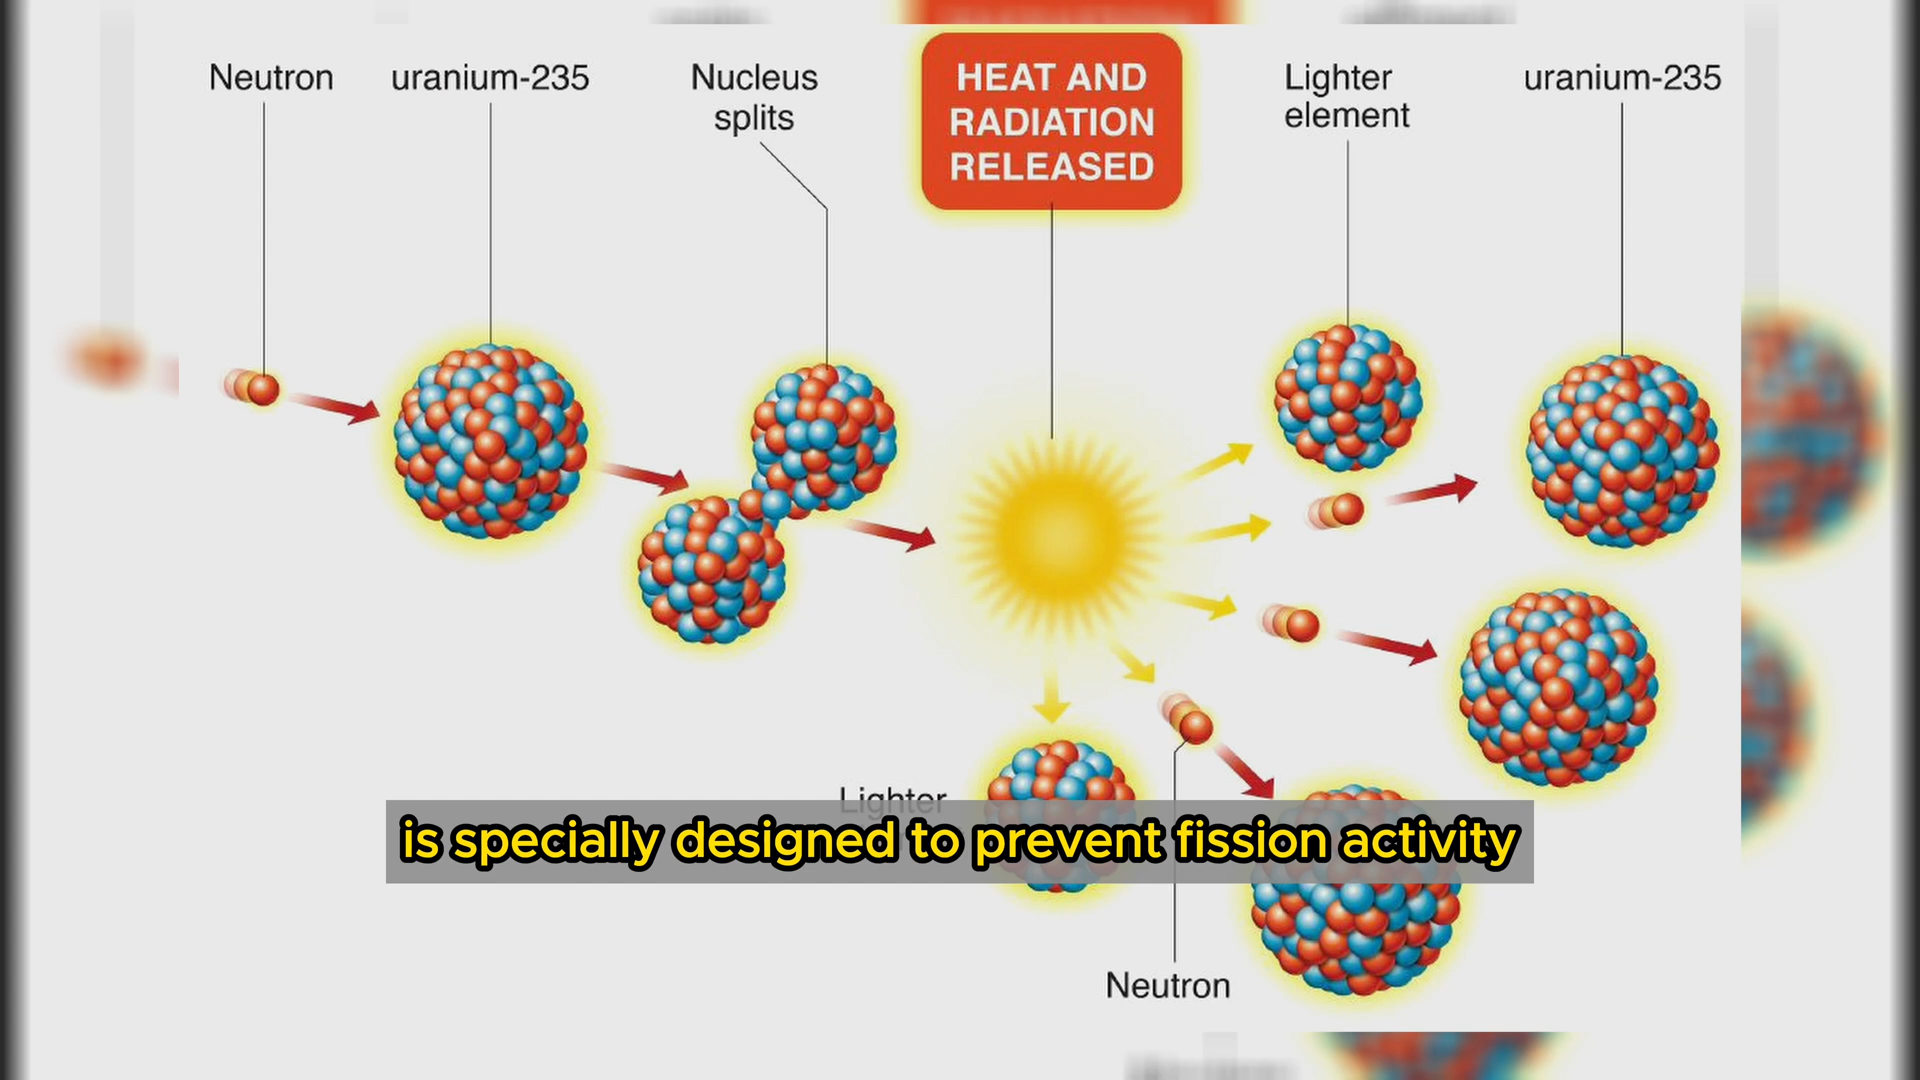 Neutron
uranium-235
Nucleus
splits
HEAT AND
RADIATION
RELEASED
Lighter
element
uranium-235
Lighter
is specially designed to prevent fission activity
Neutron